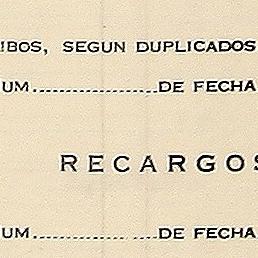 IBOS, SEGUN DUPLICADOS
UM..................DE FECHA
RECARGOS
UM..................DE FECHA